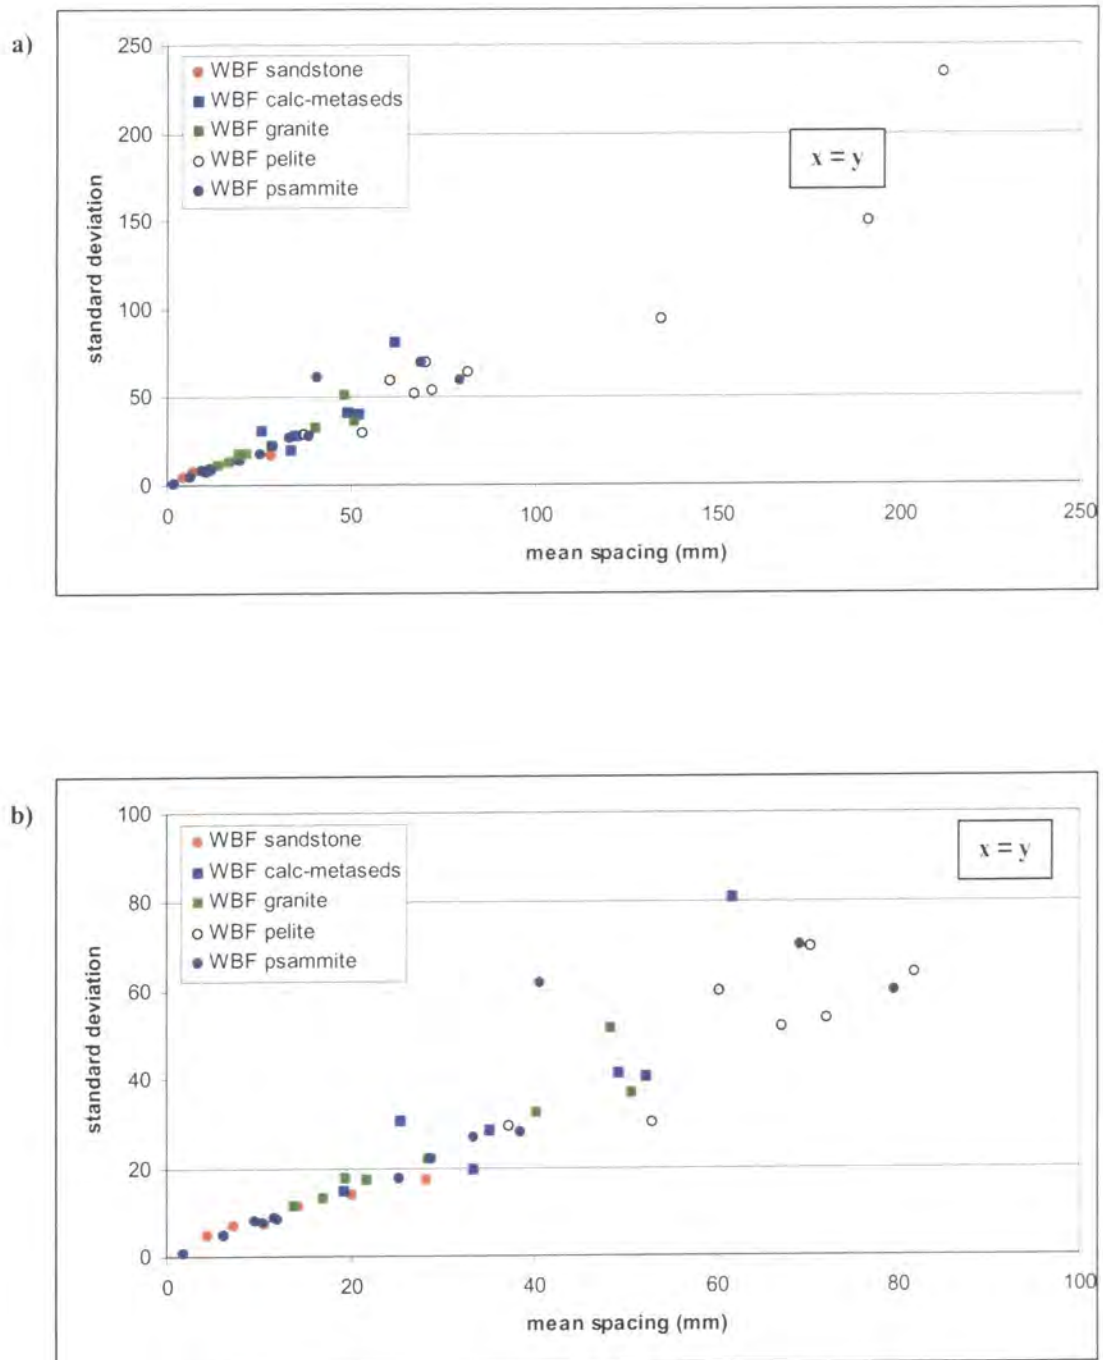 a)
250
200
150
100
50
0
standard deviation
WBF sandstone
WBF calc-metaseds
WBF granite
WBF pelite
WBF psammite
x = y
0 50 100 150 200 250
mean spacing (mm)
b)
100
80
60
40
20
0
standard deviation
WBF sandstone
WBF calc-metaseds
WBF granite
WBF pelite
WBF psammite
x = y
0 20 40 60 80 100
mean spacing (mm)